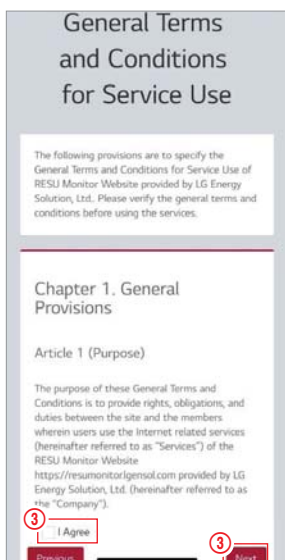 General Terms
and Conditions
for Service Use
The following provisions are to specify the
General Terms and Conditions for Service Use of
RESU Monitor Website provided by LG Energy
Solution, Ltd.. Please verify the general terms and
conditions before using the services.
Chapter 1. General
Provisions
Article 1 (Purpose)
The purpose of these General Terms and
Conditions is to provide rights, obligations, and
duties between the site and the members
wherein users use the Internet related services
(hereinafter referred to as "Services") of the
RESU Monitor Website
https://resumonitor.lgensol.com provided by LG
Energy Solution, Ltd. (hereinafter referred to as
the "Company").
③
I Agree
③
Previous
Next